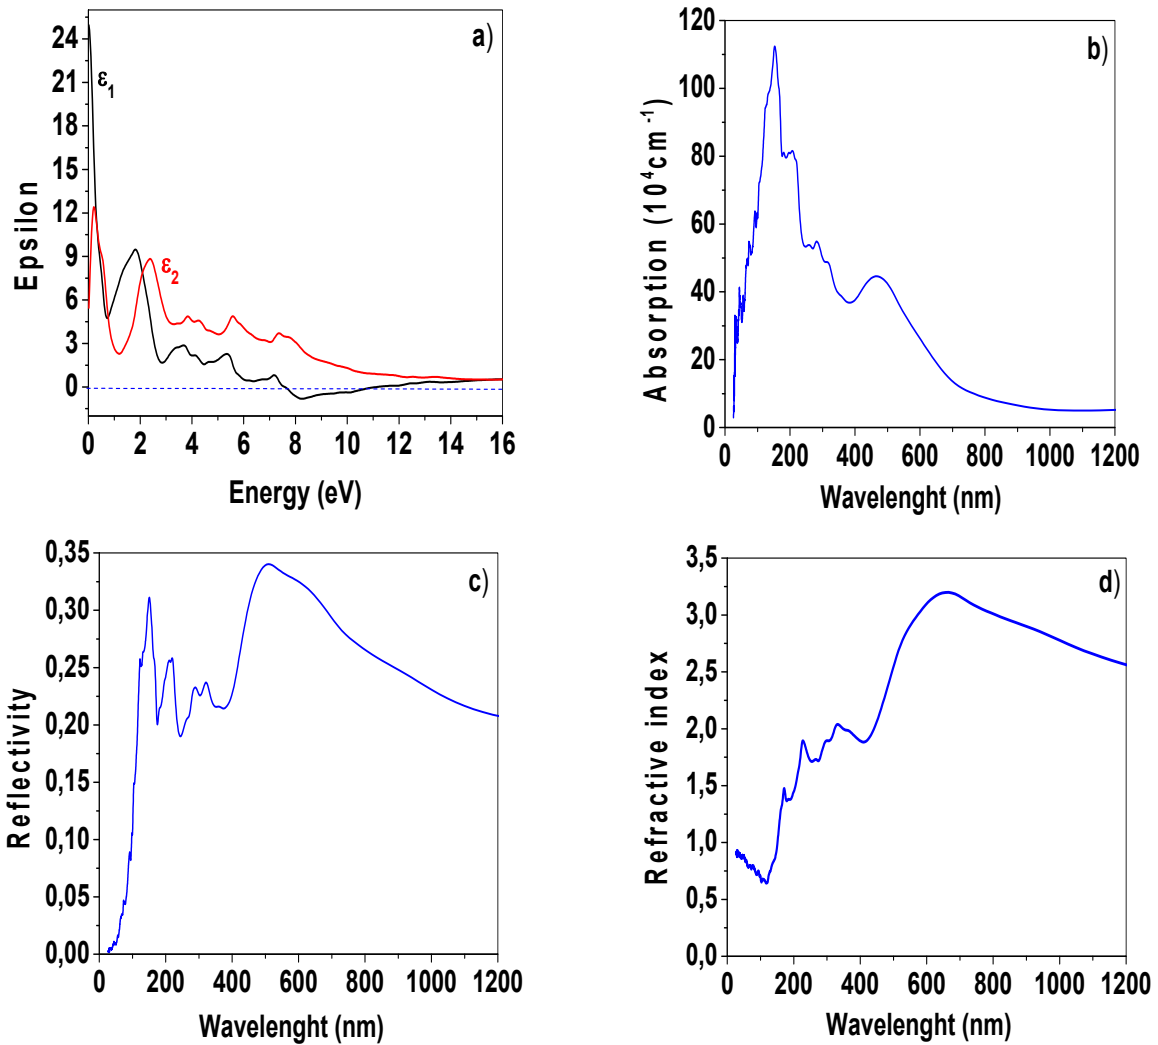 a)
ε1
ε2
Epsilon
24
21
18
15
12
9
6
3
0
0 2 4 6 8 10 12 14 16
Energy (eV)
b)
Absorption (10^4cm^-1)
120
100
80
60
40
20
0
0 200 400 600 800 1000 1200
Wavelenght (nm)
c)
Reflectivity
0,35
0,30
0,25
0,20
0,15
0,10
0,05
0,00
0 200 400 600 800 1000 1200
Wavelenght (nm)
d)
Refractive index
3,5
3,0
2,5
2,0
1,5
1,0
0,5
0,0
0 200 400 600 800 1000 1200
Wavelenght (nm)